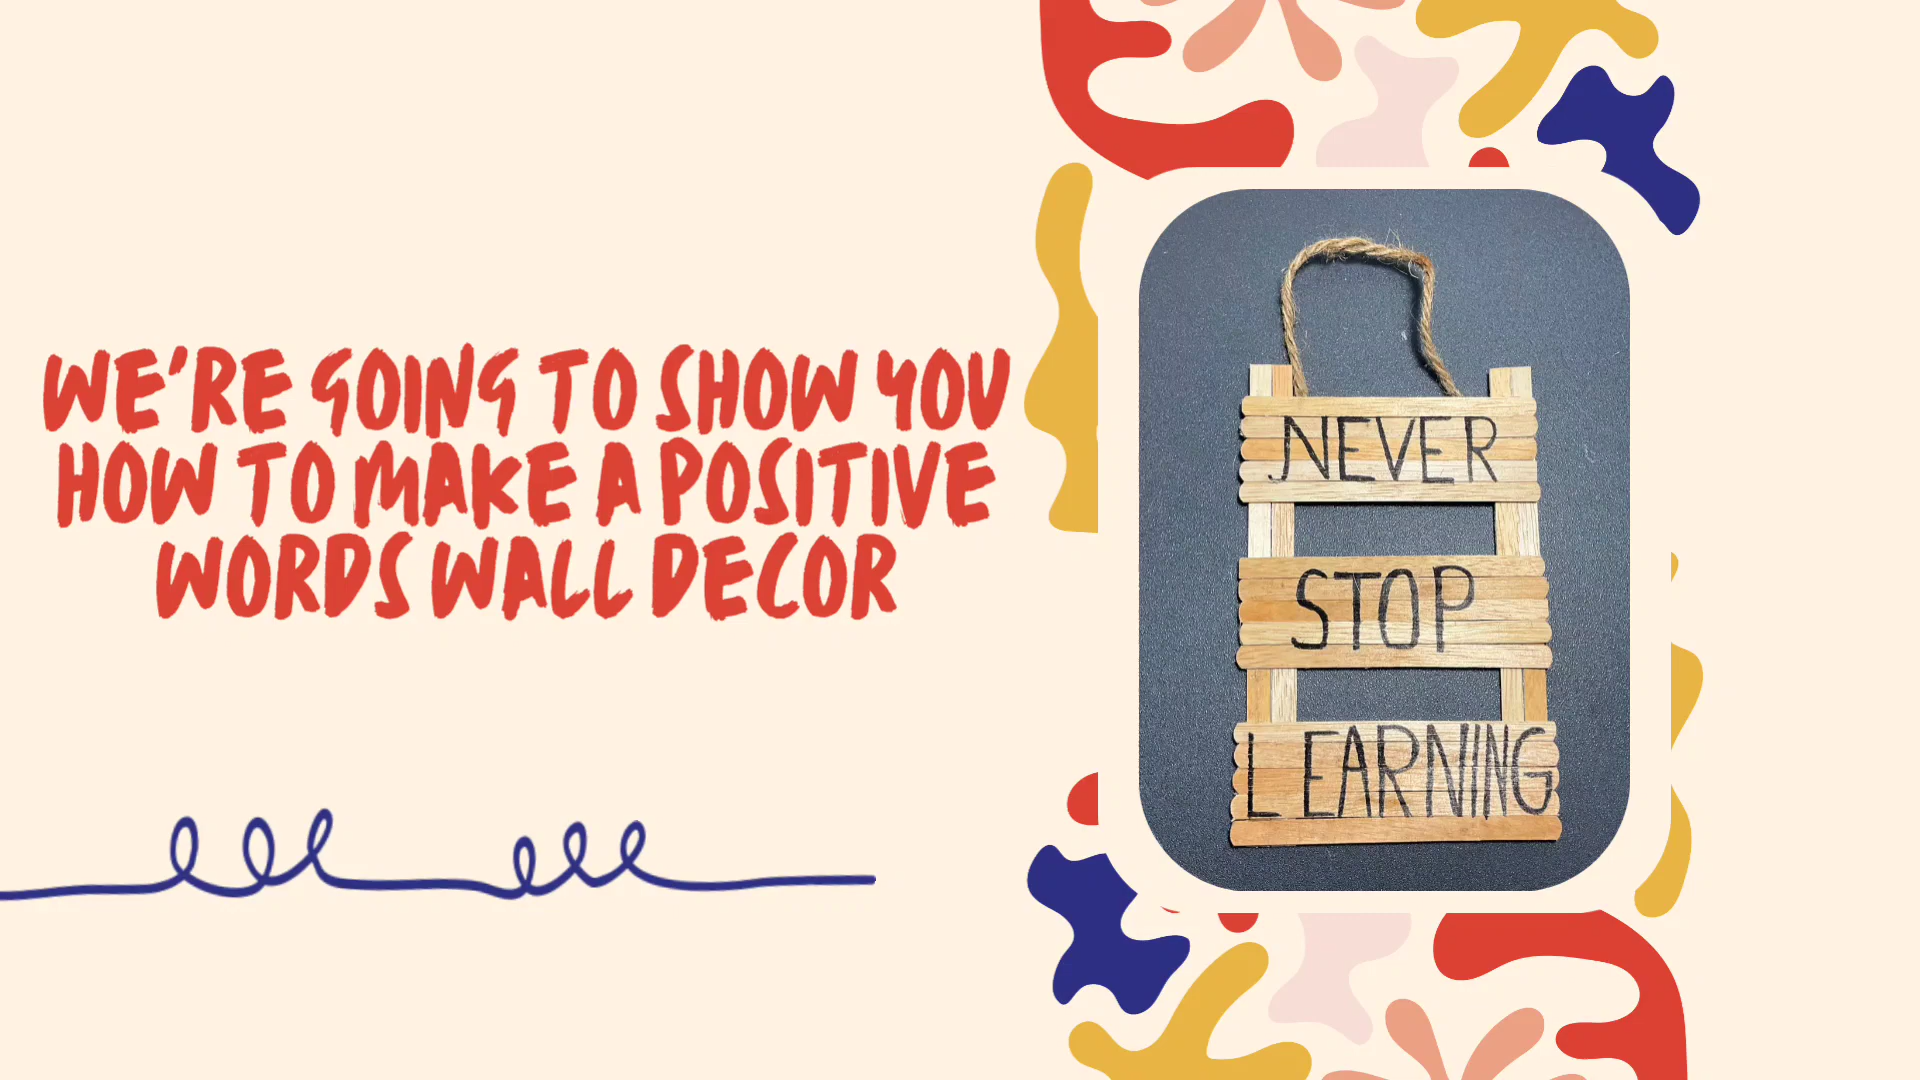 WE'RE GOING TO SHOW YOU
HOW TO MAKE A POSITIVE
WORDS WALL DECOR
NEVER
STOP
LEARNING